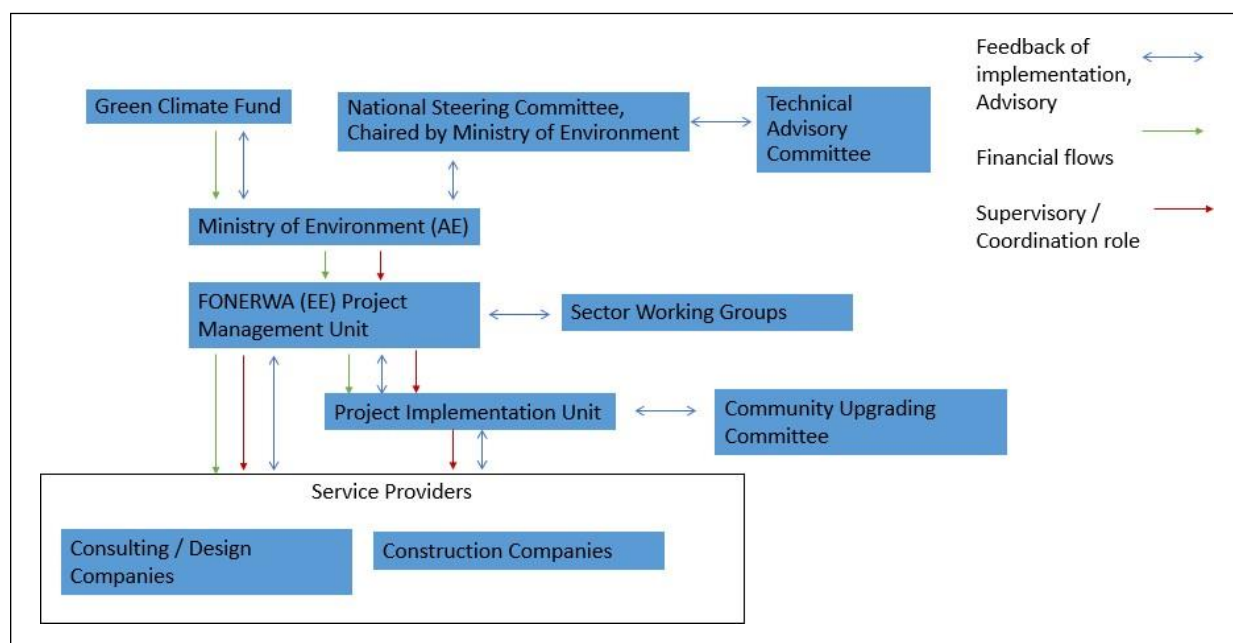 Green Climate Fund
National Steering Committee,
Chaired by Ministry of Environment
Technical
Advisory
Committee
Feedback of
implementation,
Advisory
Financial flows
Supervisory /
Coordination role
Ministry of Environment (AE)
FONERWA (EE) Project
Management Unit
Sector Working Groups
Project Implementation Unit
Community Upgrading
Committee
Service Providers
Consulting / Design
Companies
Construction Companies